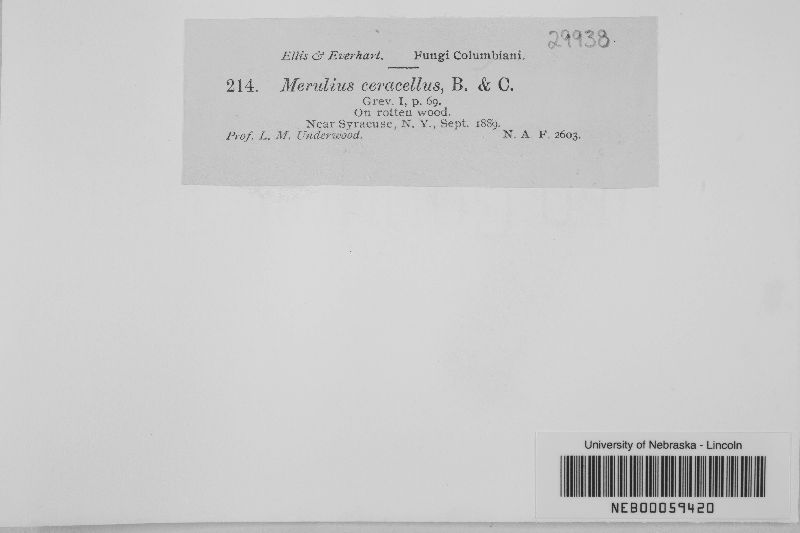 29938.
Ellis & Everhart. Fungi Columbiani.
214. Merulius ceracellus, B. & C.
Grev. I, p. 69.
On rotten wood.
Near Syracuse, N. Y., Sept. 1889.
Prof. L. M. Underwood. N. A F. 2603.
University of Nebraska - Lincoln
NEB00059420